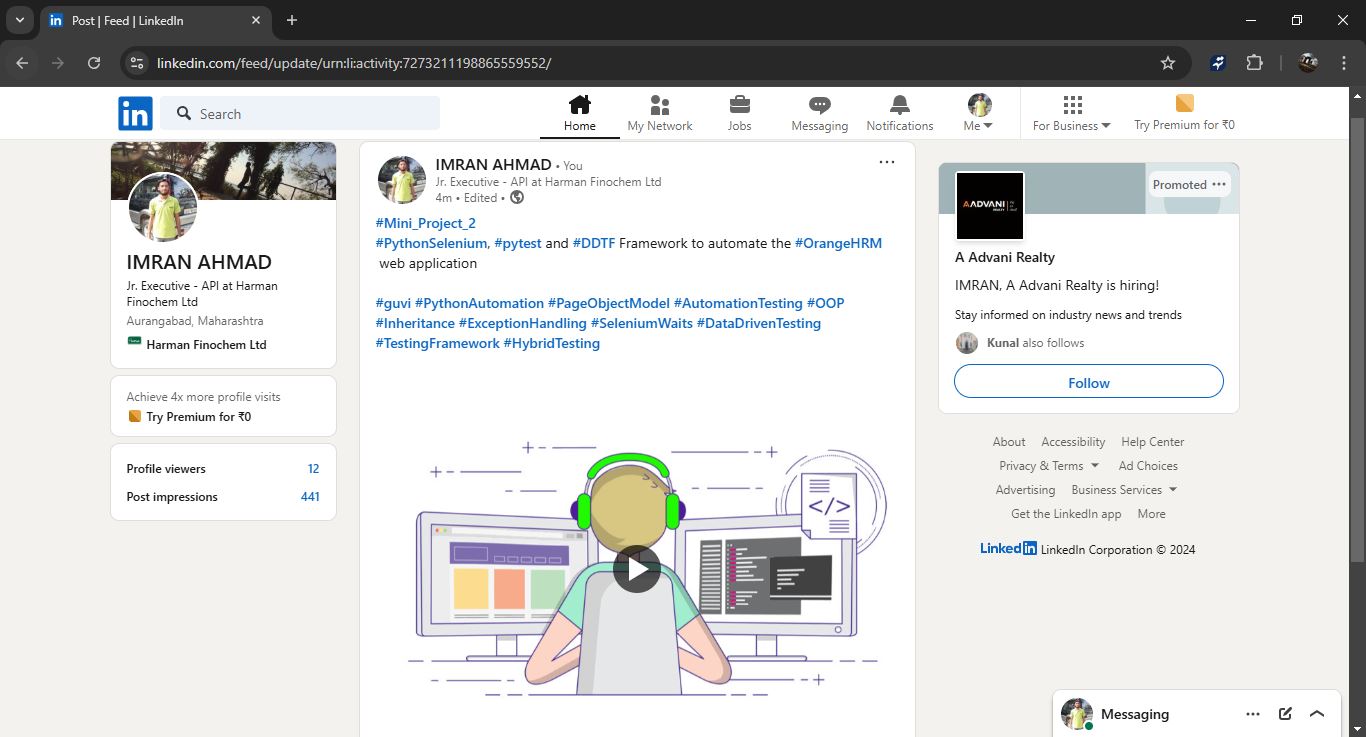 Post | Feed | LinkedIn
linkedin.com/feed/update/urn:li:activity:7273211198865559552/
in
Search
Home
My Network
Jobs
Messaging
Notifications
Me
For Business
Try Premium for ₹0
IMRAN AHMAD
Jr. Executive - API at Harman
Finochem Ltd
Aurangabad, Maharashtra
Harman Finochem Ltd
Achieve 4x more profile visits
Try Premium for ₹0
Profile viewers 12
Post impressions 441
IMRAN AHMAD • You
Jr. Executive - API at Harman Finochem Ltd
4m • Edited •
#Mini_Project_2
#PythonSelenium, #pytest and #DDTF Framework to automate the #OrangeHRM
web application
#guvi #PythonAutomation #PageObjectModel #AutomationTesting #OOP
#Inheritance #ExceptionHandling #SeleniumWaits #DataDrivenTesting
#TestingFramework #HybridTesting
</>
Promoted
AADVANI
A Advani Realty
IMRAN, A Advani Realty is hiring!
Stay informed on industry news and trends
Kunal also follows
Follow
About Accessibility Help Center
Privacy & Terms Ad Choices
Advertising Business Services
Get the LinkedIn app More
LinkedIn LinkedIn Corporation © 2024
Messaging